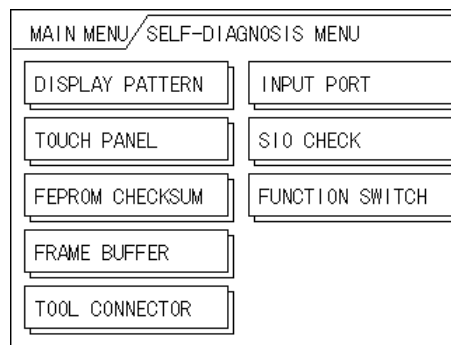 MAIN MENU/SELF-DIAGNOSIS MENU
DISPLAY PATTERN
INPUT PORT
TOUCH PANEL
SIO CHECK
FEPROM CHECKSUM
FUNCTION SWITCH
FRAME BUFFER
TOOL CONNECTOR